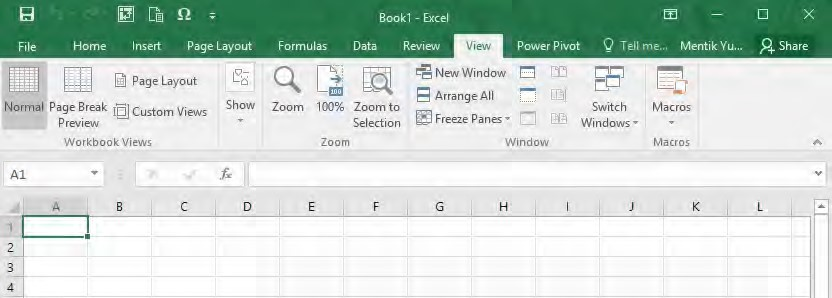 Ω Book1 - Excel
File Home Insert Page Layout Formulas Data Review View Power Pivot Tell me... Mentik Yu... Share
Normal Page Break Preview Page Layout Custom Views Show Zoom 100% Zoom to Selection New Window Arrange All Freeze Panes Switch Windows Macros
Workbook Views Zoom Window Macros
A1 fx
A B C D E F G H I J K L
1
2
3
4